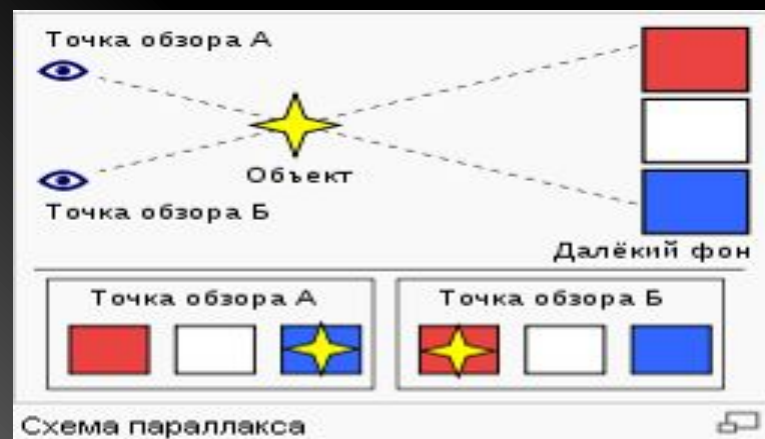 Точка обзора А
Объект
Точка обзора Б
Далёкий фон
Точка обзора А
Точка обзора Б
Схема параллакса